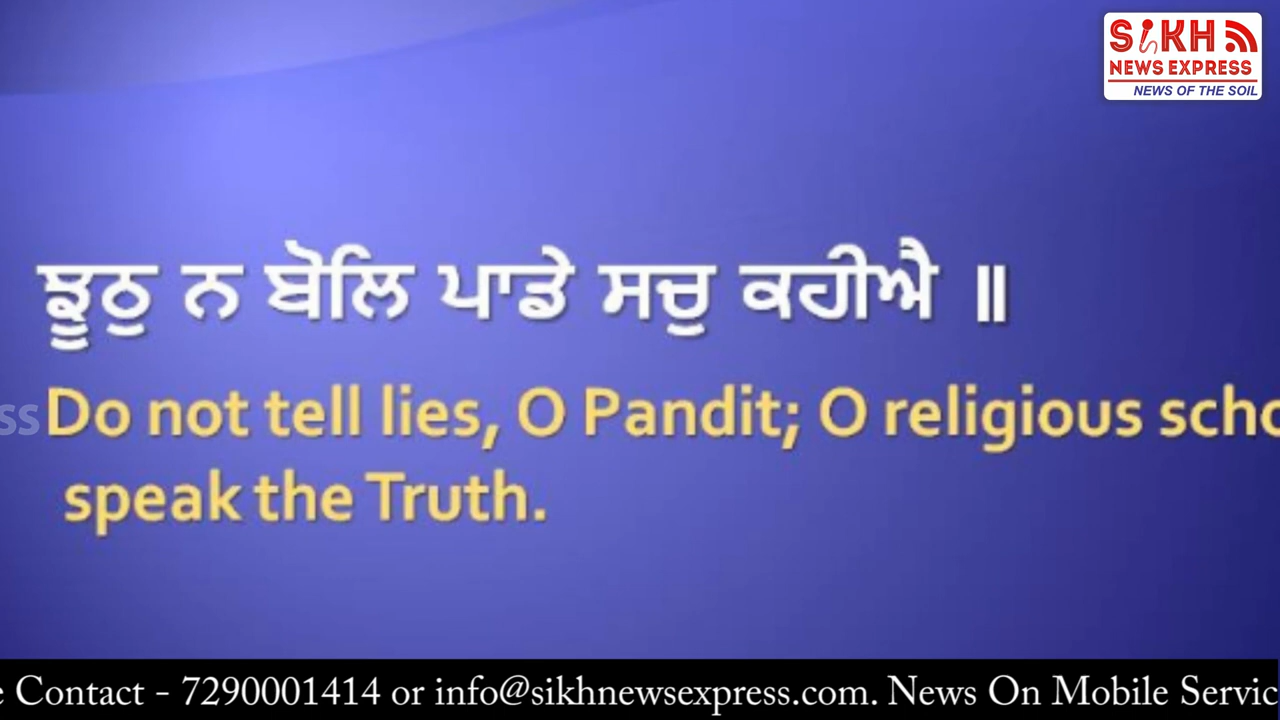 SiKH
NEWS EXPRESS
NEWS OF THE SOIL
ਝੂਠੁ ਨ ਬੋਲਿ ਪਾਡੇ ਸਚੁ ਕਹੀਐ ॥
ss Do not tell lies, O Pandit; O religious scho
speak the Truth.
e Contact - 7290001414 or info@sikhnewsexpress.com. News On Mobile Servic